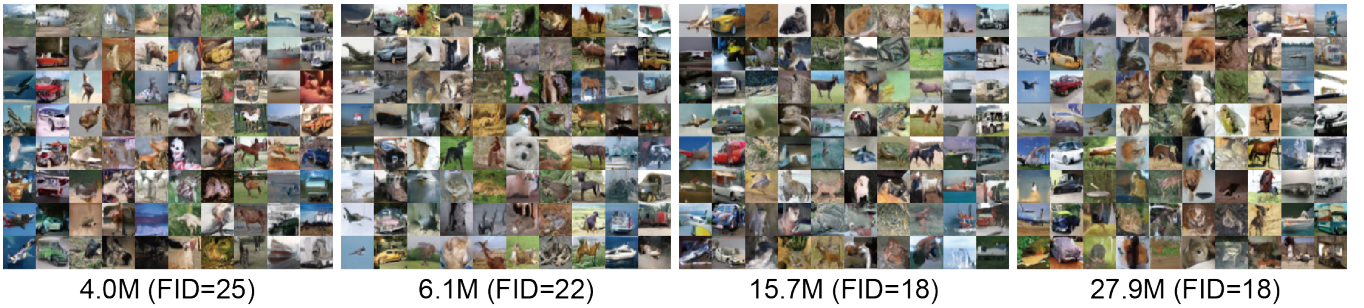 4.0M (FID=25)
6.1M (FID=22)
15.7M (FID=18)
27.9M (FID=18)